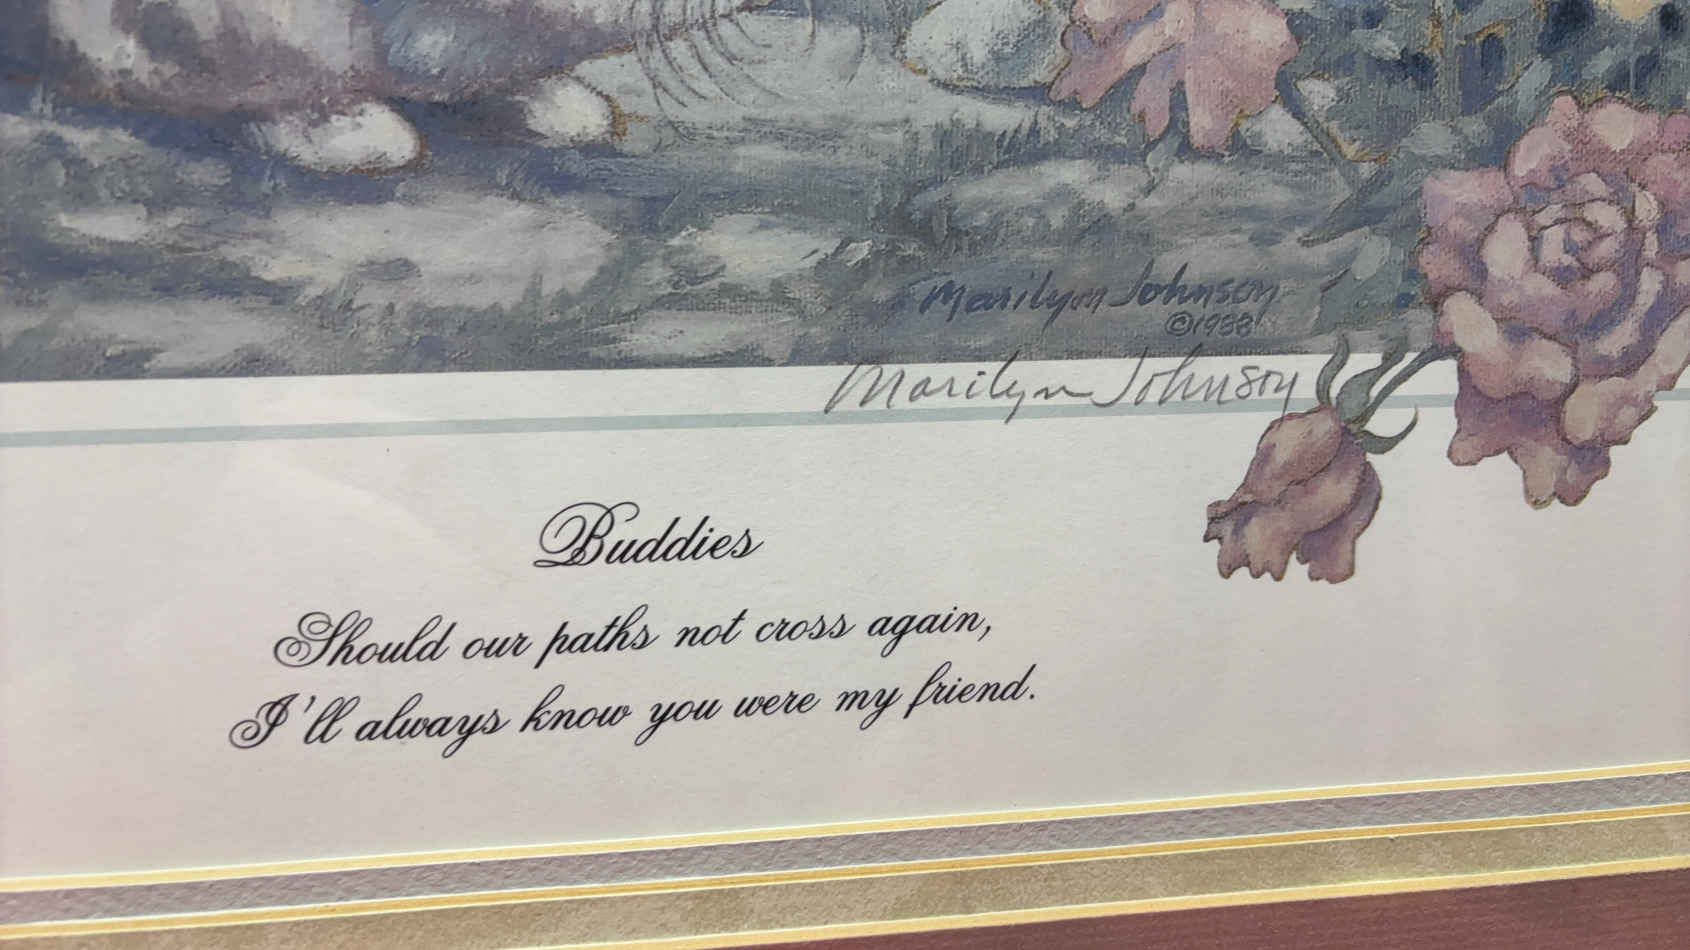 Marilyn Johnson
©1988
Marilyn Johnson
Buddies
Should our paths not cross again,
I'll always know you were my friend.